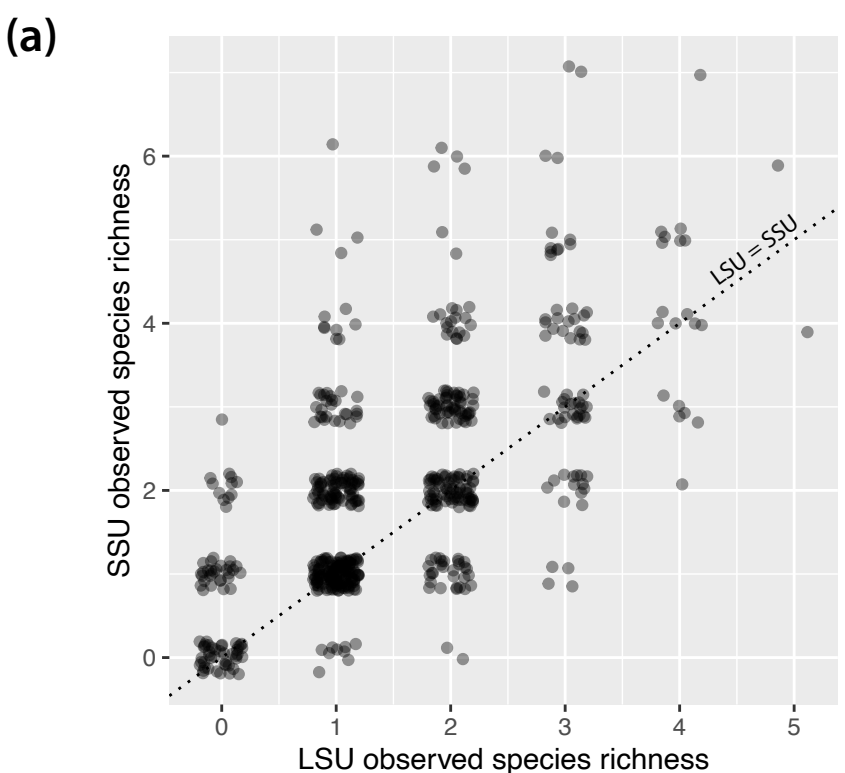 (a)
SSU observed species richness
6
4
2
0
LSU = SSU
0 1 2 3 4 5
LSU observed species richness